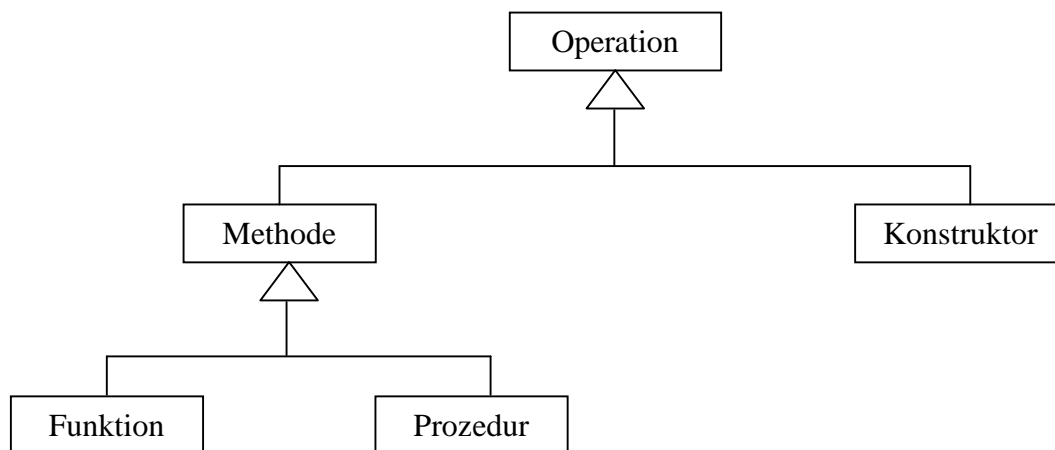 Operation
Methode
Konstruktor
Funktion
Prozedur